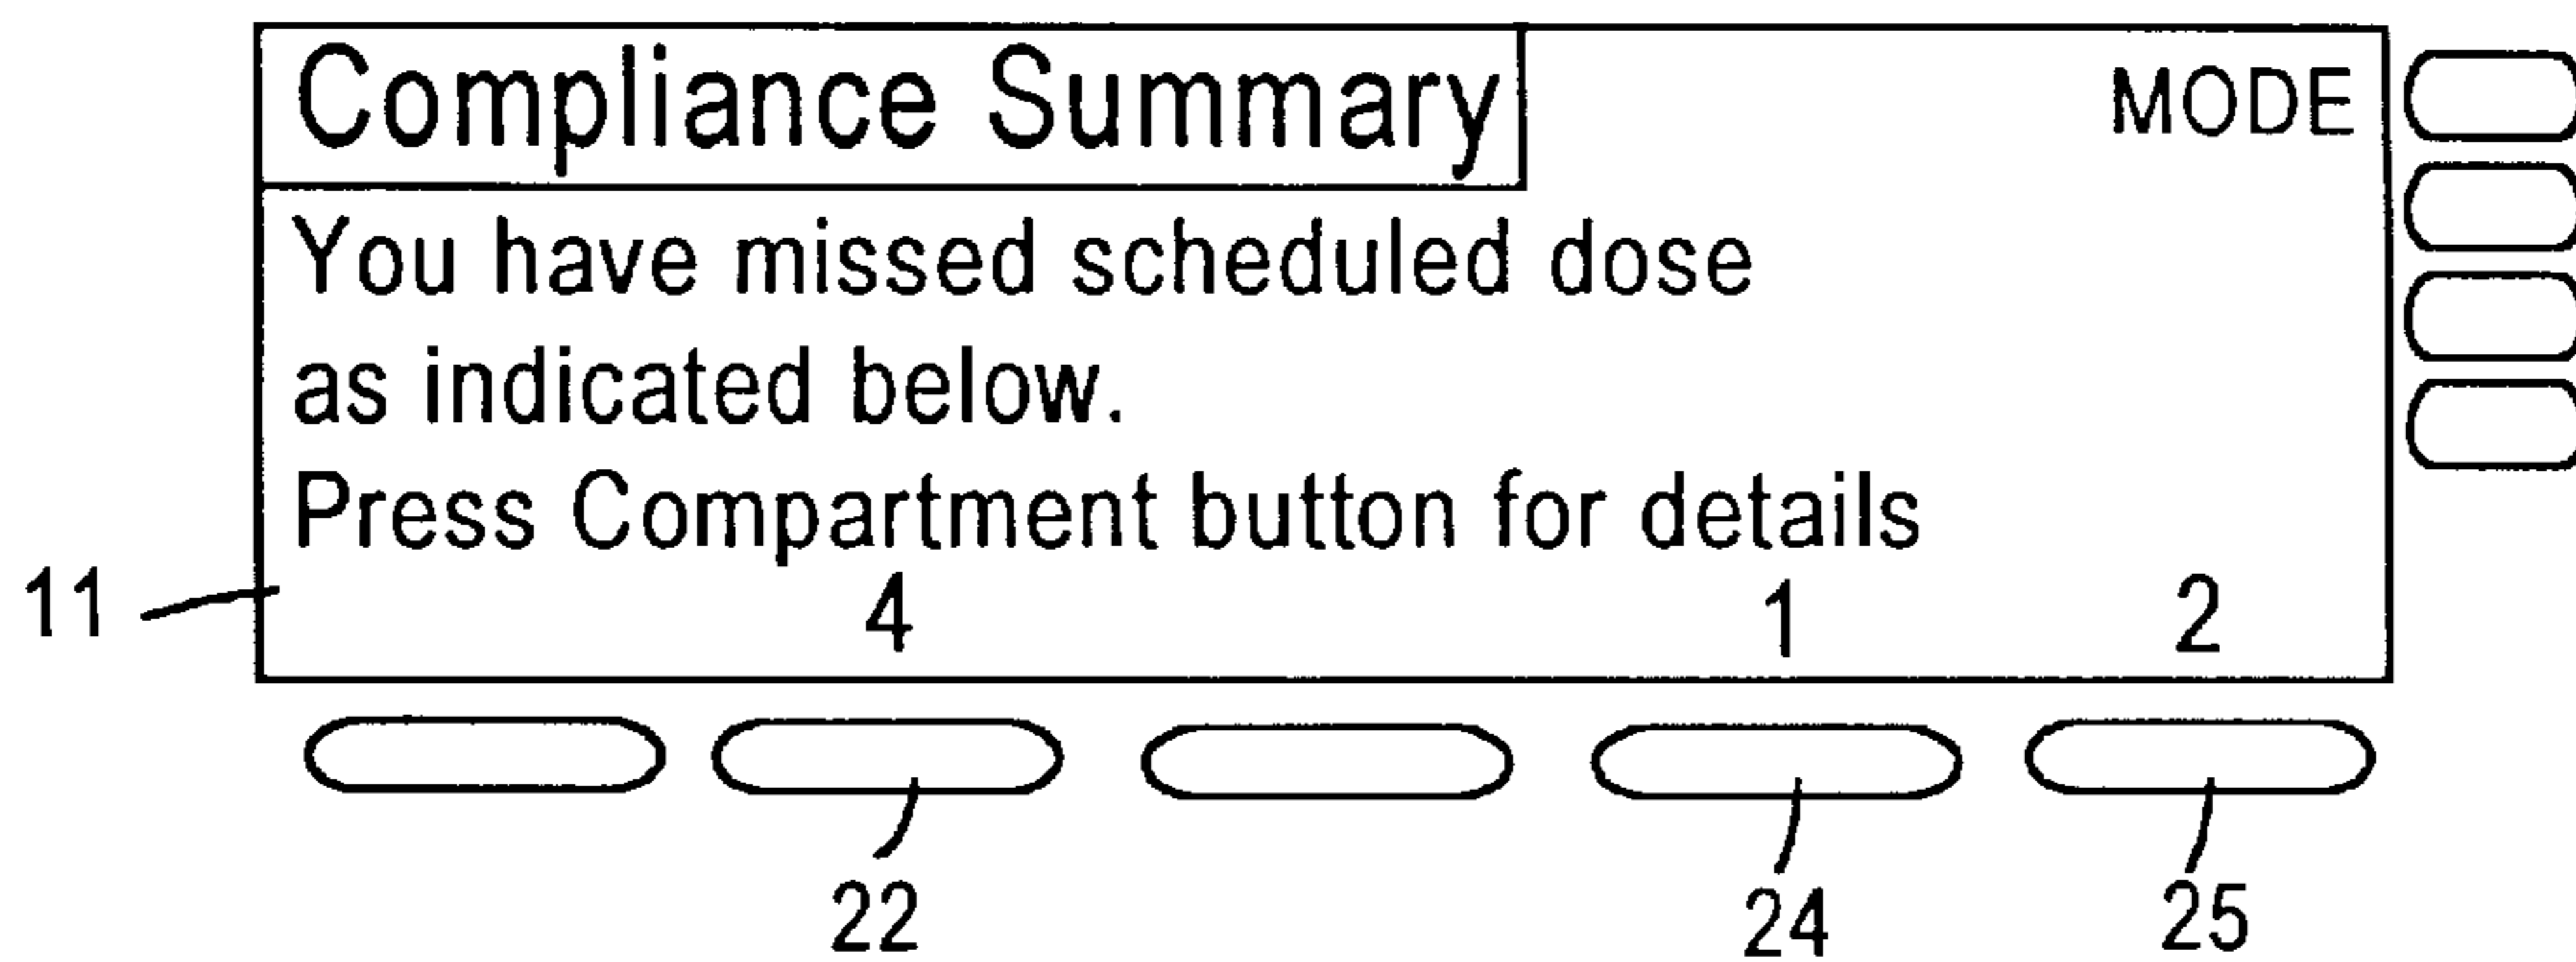 Compliance Summary MODE
You have missed scheduled dose
as indicated below.
Press Compartment button for details
11 4 1 2
22 24 25